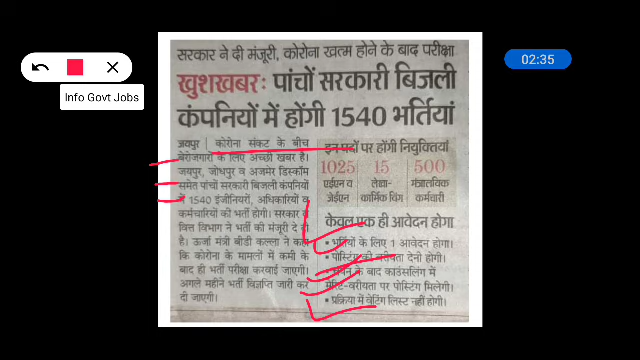 सरकार ने दी मंजूरी, कोरोना खत्म होने के बाद परीक्षा
खुशखबर: पांचों सरकारी बिजली
कंपनियों में होंगी 1540 भर्तियां
जयपुर | कोरोना संकट के बीच
बेरोजगारों के लिए अच्छी खबर है।
जयपुर, जोधपुर व अजमेर डिस्कॉम
समेत पांचों सरकारी बिजली कंपनियों
में 1540 इंजीनियरों, अधिकारियों व
कर्मचारियों की भर्ती होगी। सरकार व
वित्त विभाग ने भर्ती की मंजूरी दे दी
है। ऊर्जा मंत्री बीडी कल्ला ने कहा
कि कोरोना के मामलों में कमी के
बाद ही भर्ती परीक्षा करवाई जाएगी।
अगले महीने भर्ती विज्ञप्ति जारी कर
दी जाएगी।
इन पदों पर होंगी नियुक्तियां
1025 15 500
एईएन व लेखा- मंत्रालयिक
जेईएन कार्मिक विंग कर्मचारी
केवल एक ही आवेदन होगा
▪ भर्तियों के लिए 1 आवेदन होगा।
▪ पोस्टिंग की वरीयता देनी होगी।
▪ चयन के बाद काउंसलिंग में
मेरिट-वरीयता पर पोस्टिंग मिलेगी।
▪ प्रक्रिया में वेटिंग लिस्ट नहीं होगी।
Info Govt Jobs
02:35